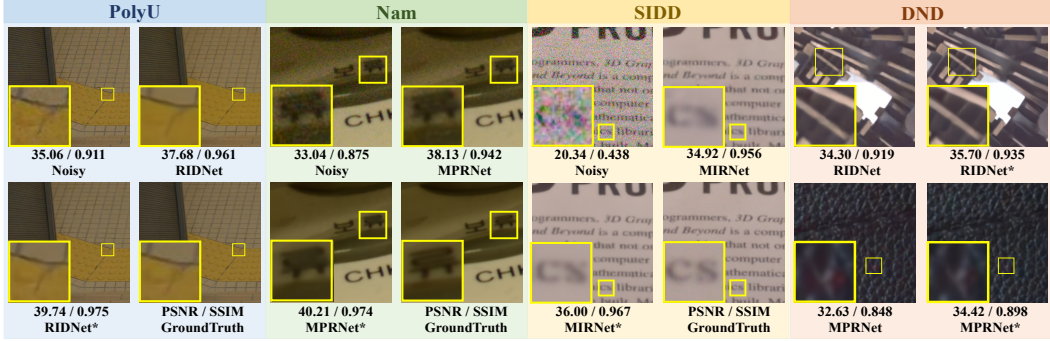 PolyU Nam SIDD DND
35.06 / 0.911 37.68 / 0.961 33.04 / 0.875 38.13 / 0.942 20.34 / 0.438 34.92 / 0.956 34.30 / 0.919 35.70 / 0.935
Noisy RIDNet Noisy MPRNet Noisy MIRNet RIDNet RIDNet*
39.74 / 0.975 PSNR / SSIM 40.21 / 0.974 PSNR / SSIM 36.00 / 0.967 PSNR / SSIM 32.63 / 0.848 34.42 / 0.898
RIDNet* GroundTruth MPRNet* GroundTruth MIRNet* GroundTruth MPRNet MPRNet*